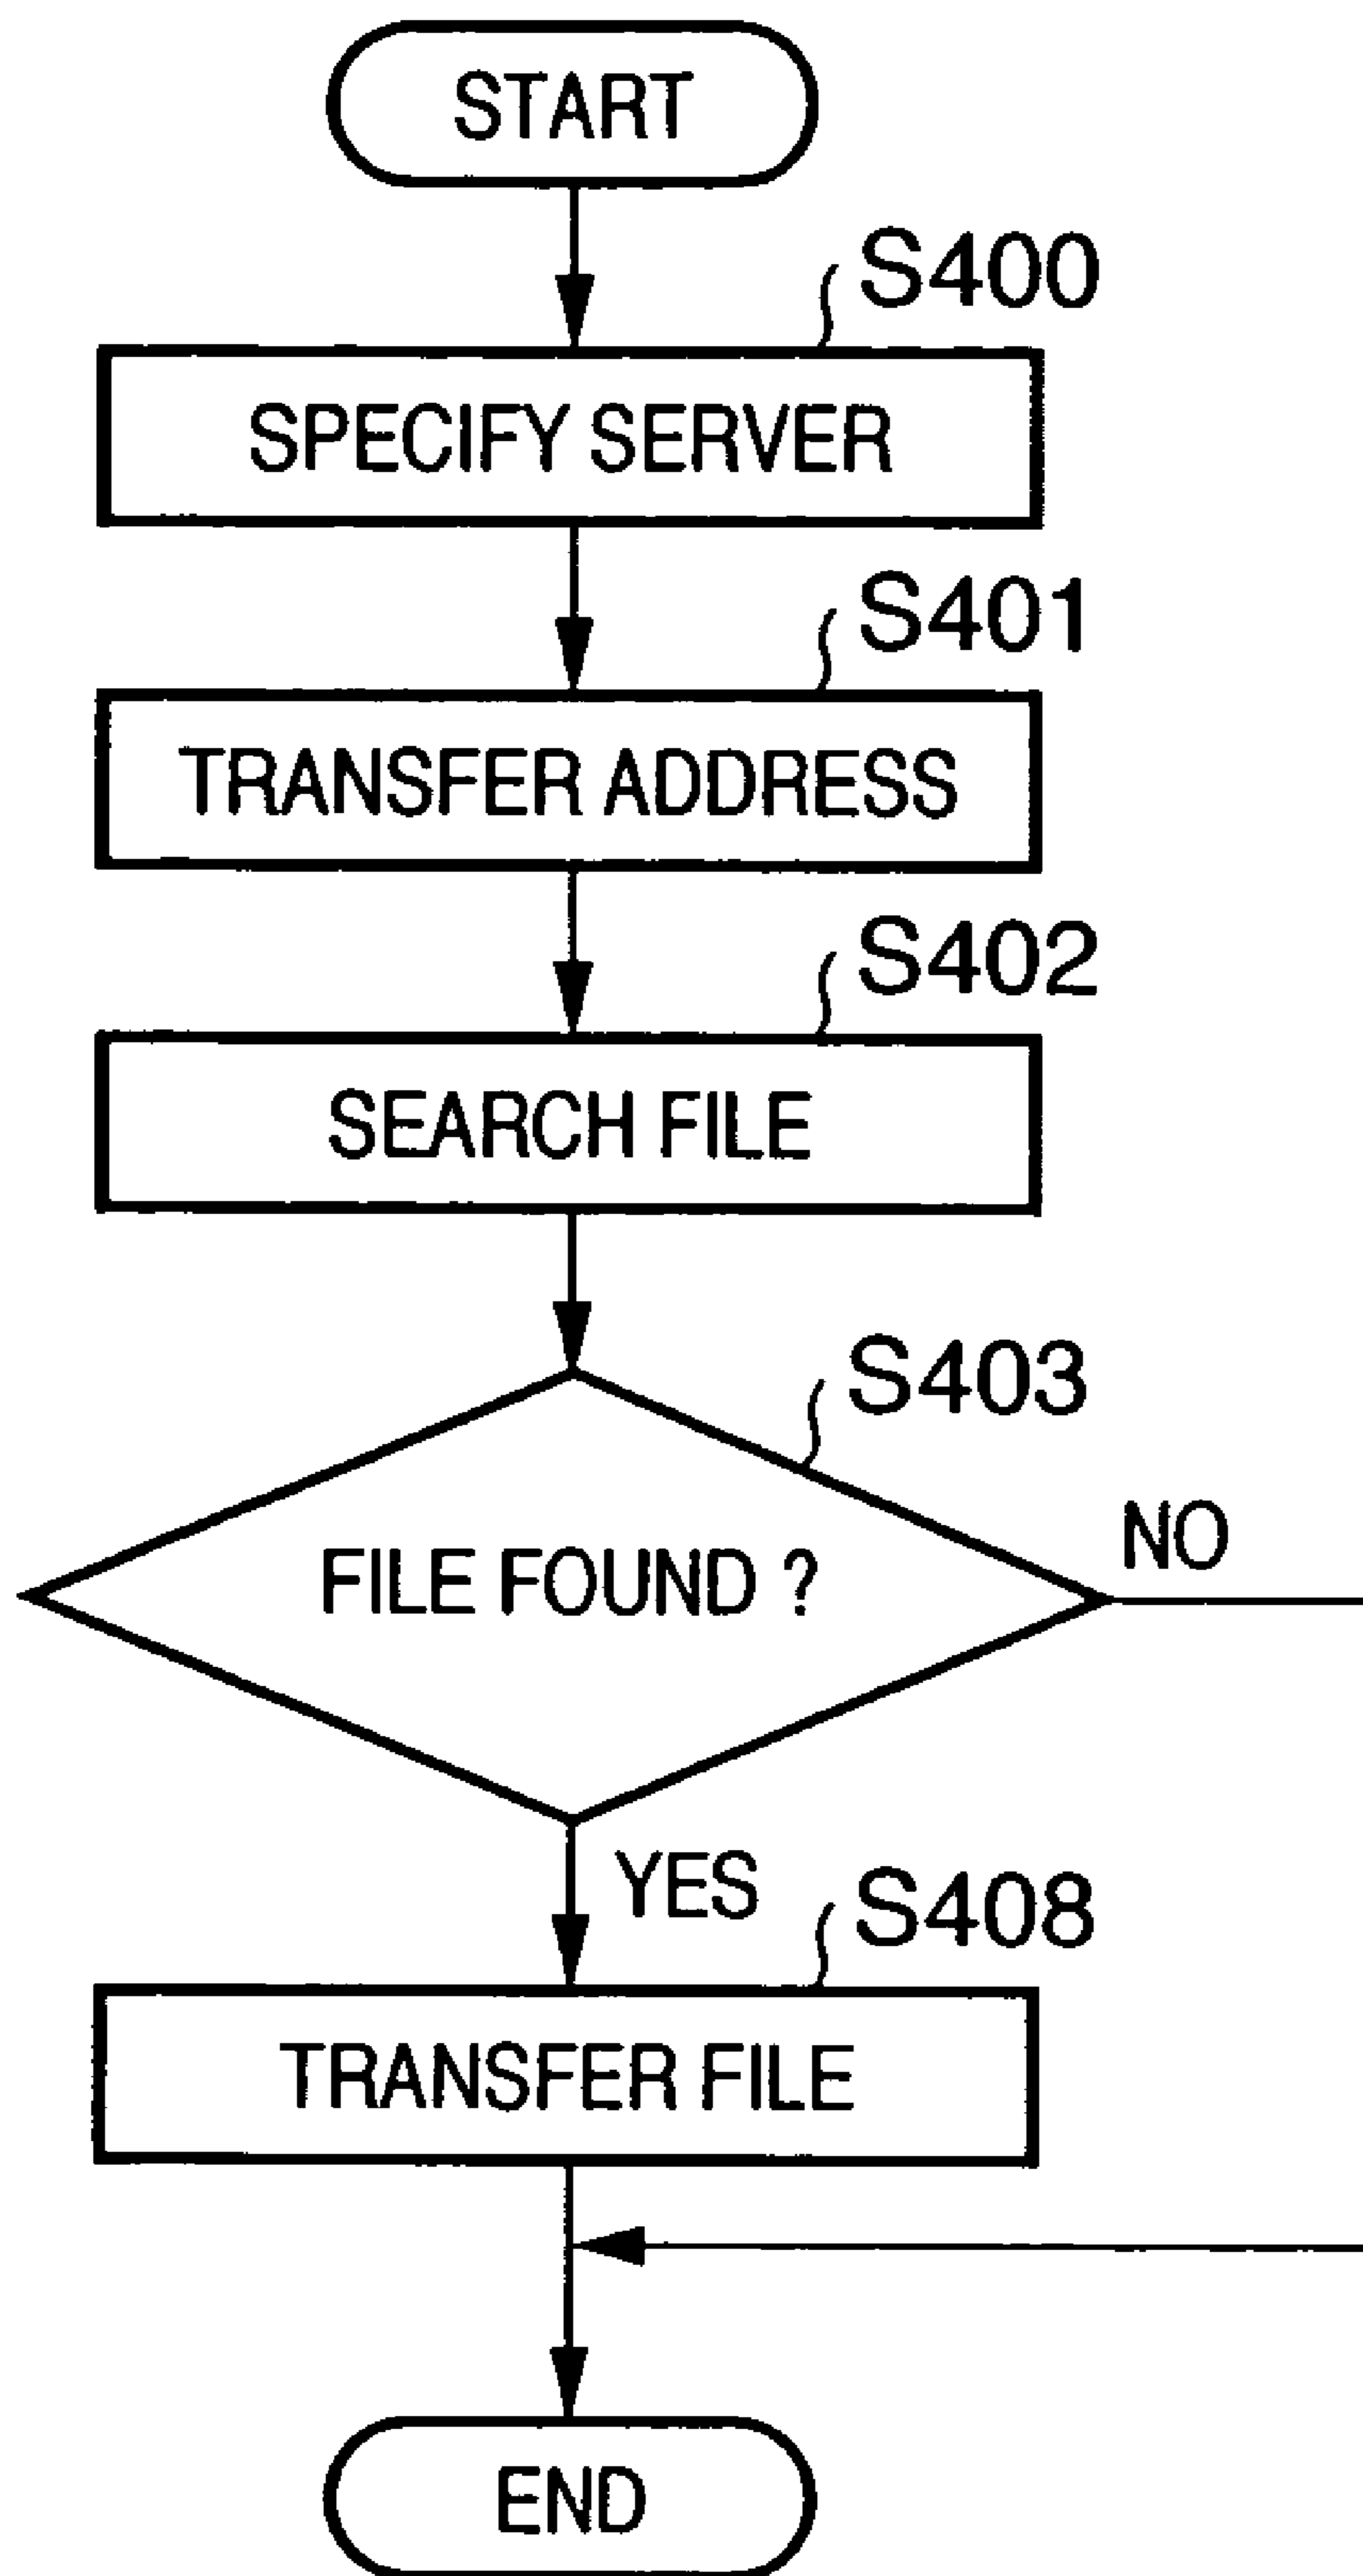 START
S400
SPECIFY SERVER
S401
TRANSFER ADDRESS
S402
SEARCH FILE
S403
FILE FOUND ?
NO
YES
S408
TRANSFER FILE
END